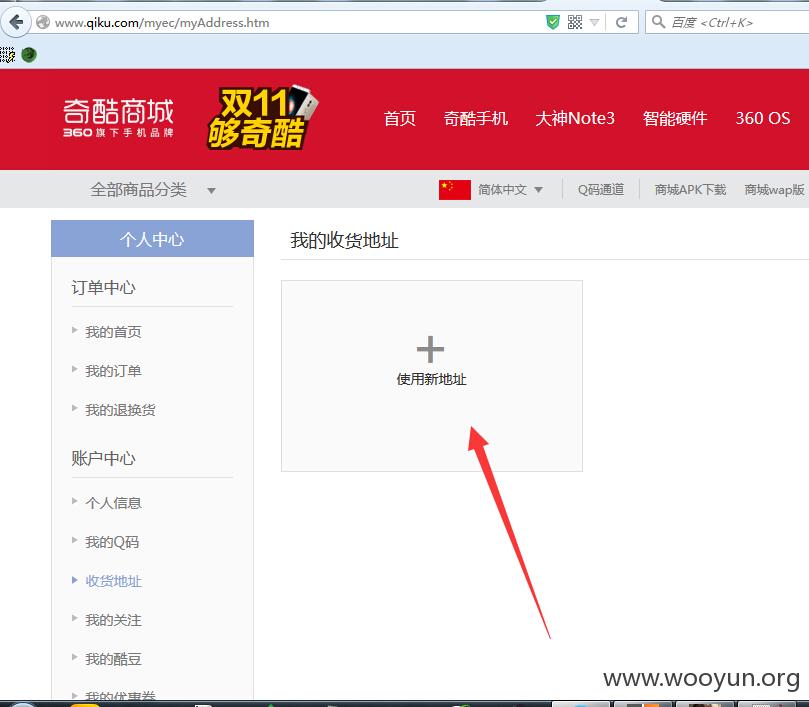 www.qiku.com/myec/myAddress.htm
百度 <Ctrl+K>
奇酷商城
360旗下手机品牌
双11
够奇酷
首页 奇酷手机 大神Note3 智能硬件 360 OS
全部商品分类 简体中文 Q码通道 商城APK下载 商城wap版
个人中心
我的收货地址
订单中心
我的首页
我的订单
我的退换货
使用新地址
账户中心
个人信息
我的Q码
收货地址
我的关注
我的酷豆
我的优惠券
www.wooyun.org